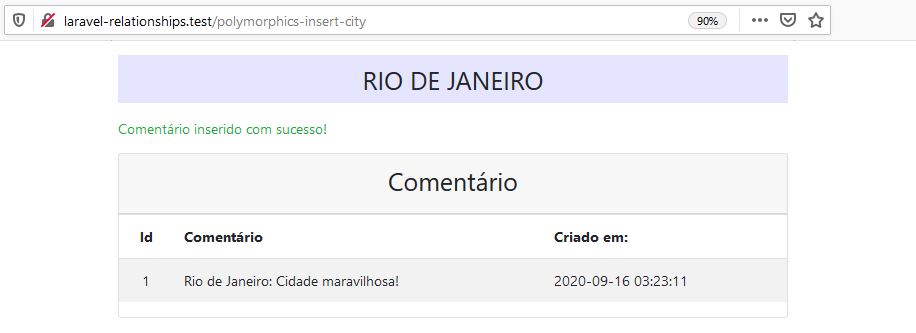 laravel-relationships.test/polymorphics-insert-city 90%
RIO DE JANEIRO
Comentário inserido com sucesso!
Comentário
Id Comentário Criado em:
1 Rio de Janeiro: Cidade maravilhosa! 2020-09-16 03:23:11